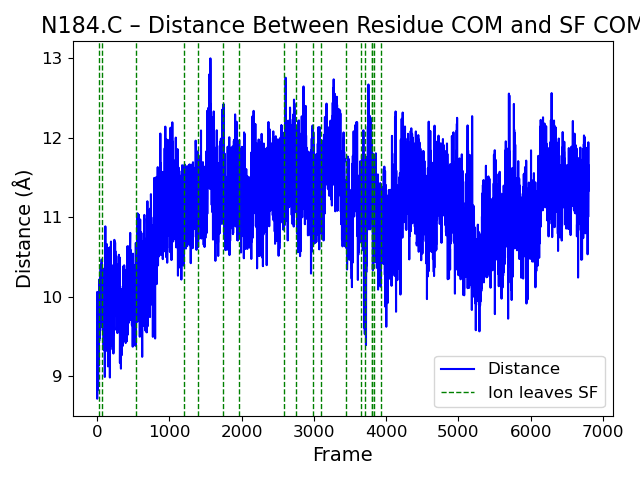 N184.C – Distance Between Residue COM and SF COM
13
12
11
10
9
Distance (Å)
Distance
Ion leaves SF
0 1000 2000 3000 4000 5000 6000 7000
Frame